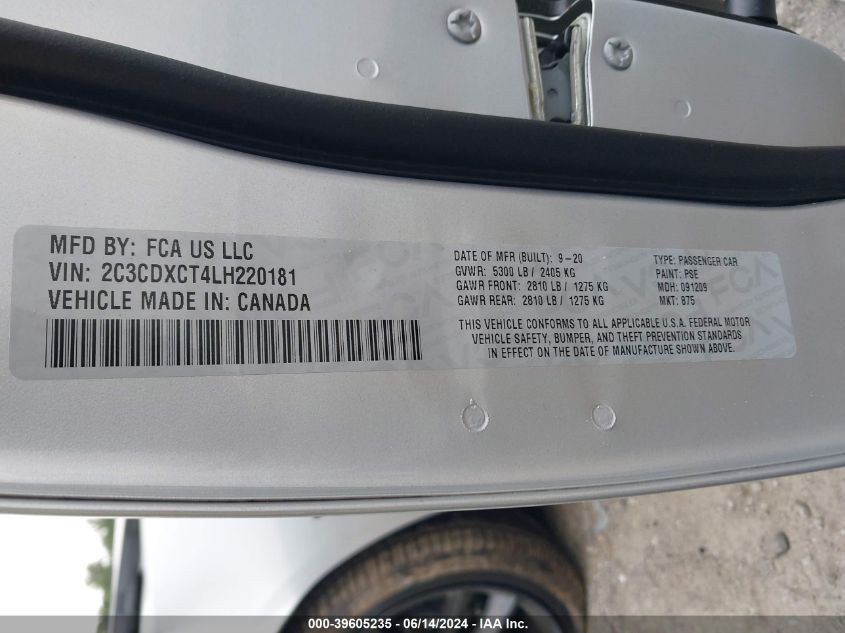 MFD BY: FCA US LLC
VIN: 2C3CDXCT4LH220181
VEHICLE MADE IN: CANADA
DATE OF MFR (BUILT): 9-20
GVWR: 5300 LB / 2405 KG
GAWR FRONT: 2810 LB / 1275 KG
GAWR REAR: 2810 LB / 1275 KG
TYPE: PASSENGER CAR
PAINT: PSE
MDH: 091209
MKT: 875
THIS VEHICLE CONFORMS TO ALL APPLICABLE U.S.A. FEDERAL MOTOR
VEHICLE SAFETY, BUMPER, AND THEFT PREVENTION STANDARDS
IN EFFECT ON THE DATE OF MANUFACTURE SHOWN ABOVE.
000-39605235 - 06/14/2024 - IAA Inc.